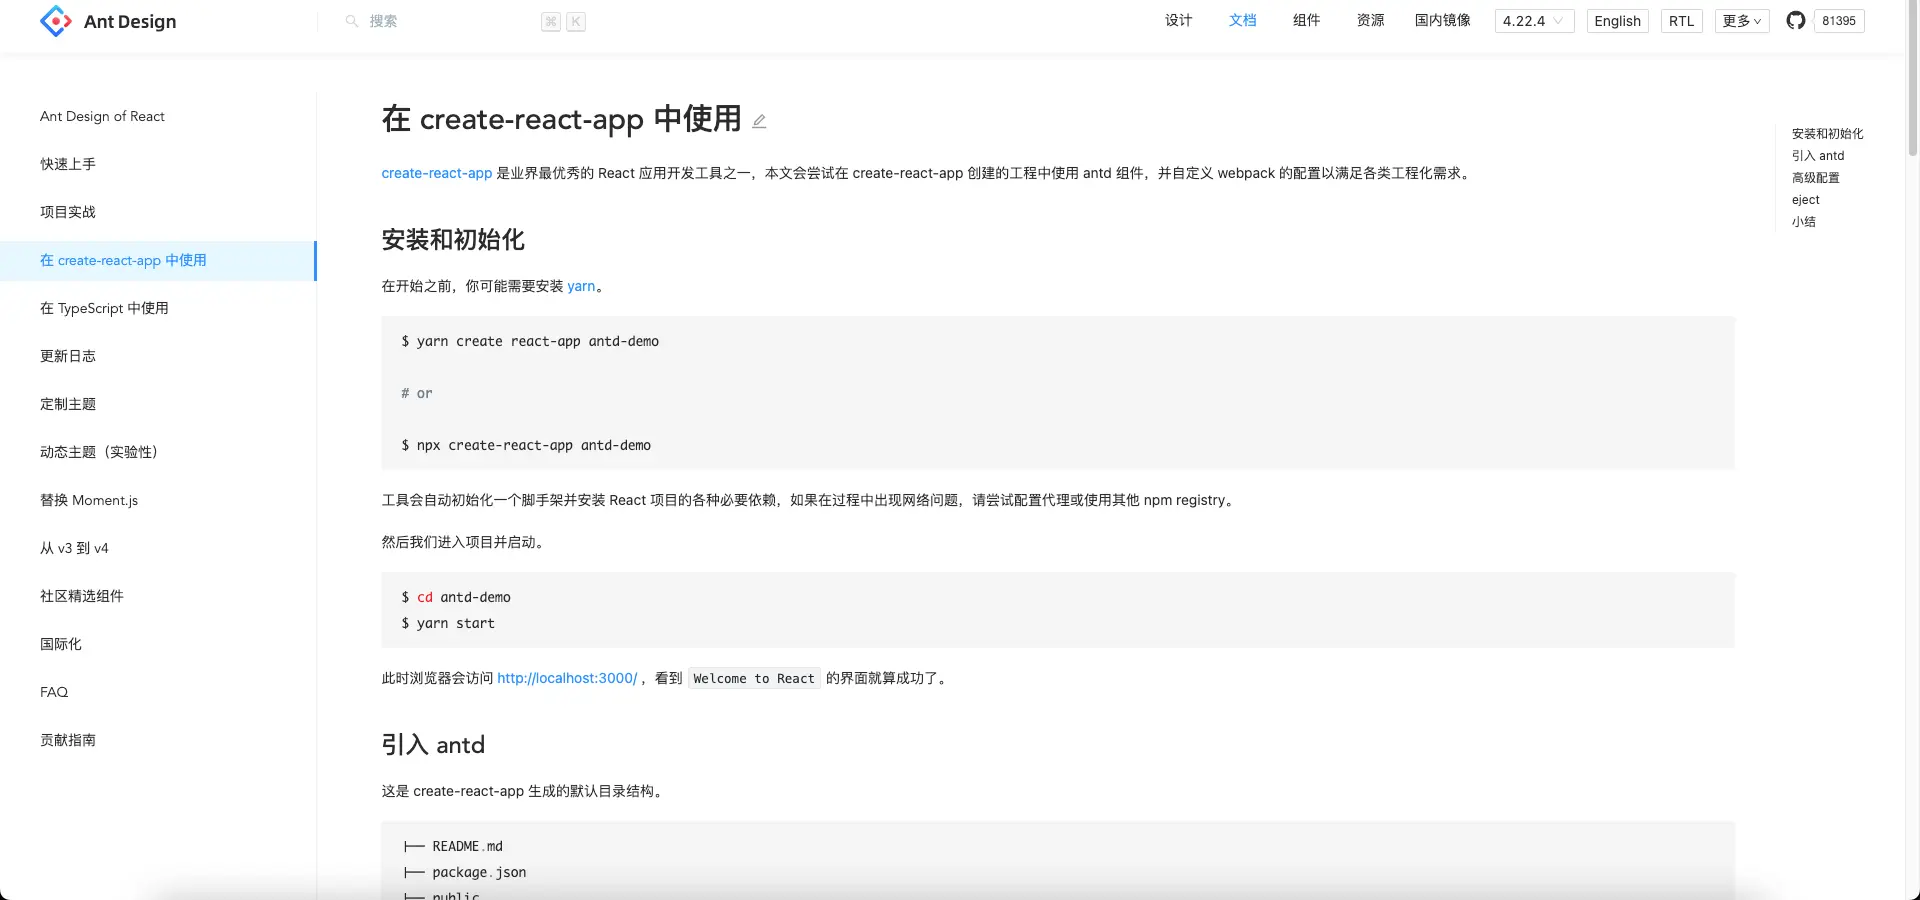 Ant Design
搜索
⌘ K
设计 文档 组件 资源 国内镜像 4.22.4 English RTL 更多 81395
Ant Design of React
快速上手
项目实战
在 create-react-app 中使用
在 TypeScript 中使用
更新日志
定制主题
动态主题（实验性）
替换 Moment.js
从 v3 到 v4
社区精选组件
国际化
FAQ
贡献指南
在 create-react-app 中使用
create-react-app 是业界最优秀的 React 应用开发工具之一，本文会尝试在 create-react-app 创建的工程中使用 antd 组件，并自定义 webpack 的配置以满足各类工程化需求。
安装和初始化
在开始之前，你可能需要安装 yarn。
$ yarn create react-app antd-demo
# or
$ npx create-react-app antd-demo
工具会自动初始化一个脚手架并安装 React 项目的各种必要依赖，如果在过程中出现网络问题，请尝试配置代理或使用其他 npm registry。
然后我们进入项目并启动。
$ cd antd-demo
$ yarn start
此时浏览器会访问 http://localhost:3000/ ，看到 Welcome to React 的界面就算成功了。
引入 antd
这是 create-react-app 生成的默认目录结构。
├── README.md
├── package.json
├── public
安装和初始化
引入 antd
高级配置
eject
小结